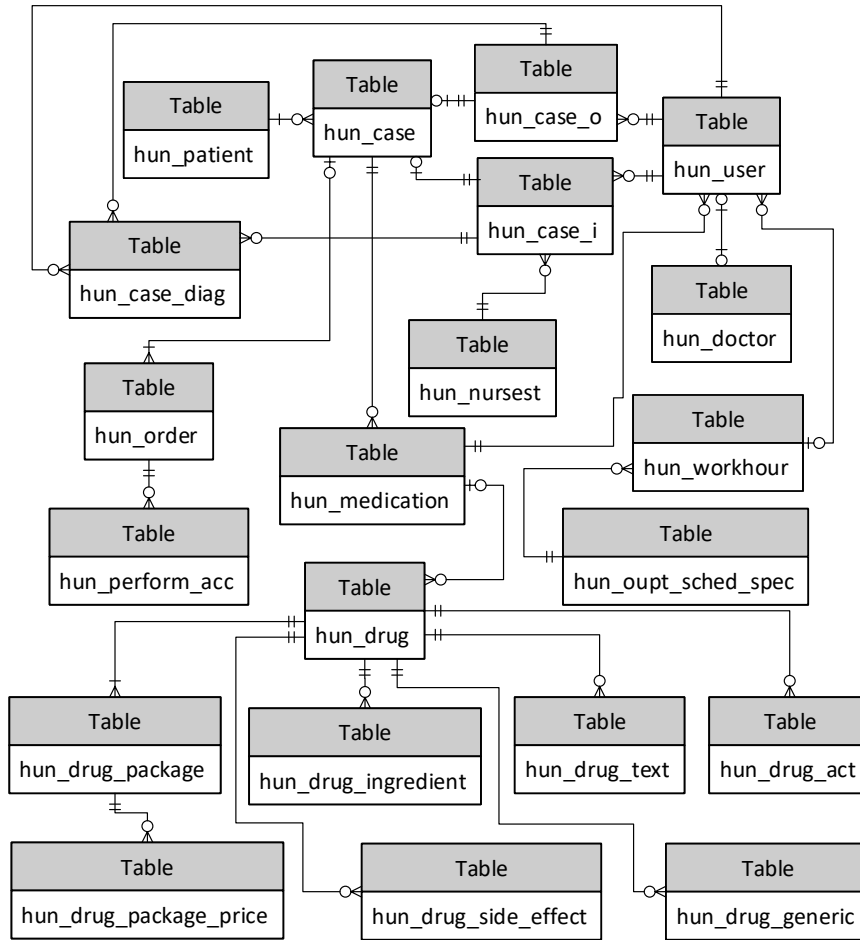 Table
hun_case_o
Table
hun_case
Table
hun_patient
Table
hun_user
Table
hun_case_i
Table
hun_case_diag
Table
hun_doctor
Table
hun_nursest
Table
hun_order
Table
hun_workhour
Table
hun_medication
Table
hun_perform_acc
Table
hun_oupt_sched_spec
Table
hun_drug
Table
hun_drug_package
Table
hun_drug_ingredient
Table
hun_drug_text
Table
hun_drug_act
Table
hun_drug_package_price
Table
hun_drug_side_effect
Table
hun_drug_generic